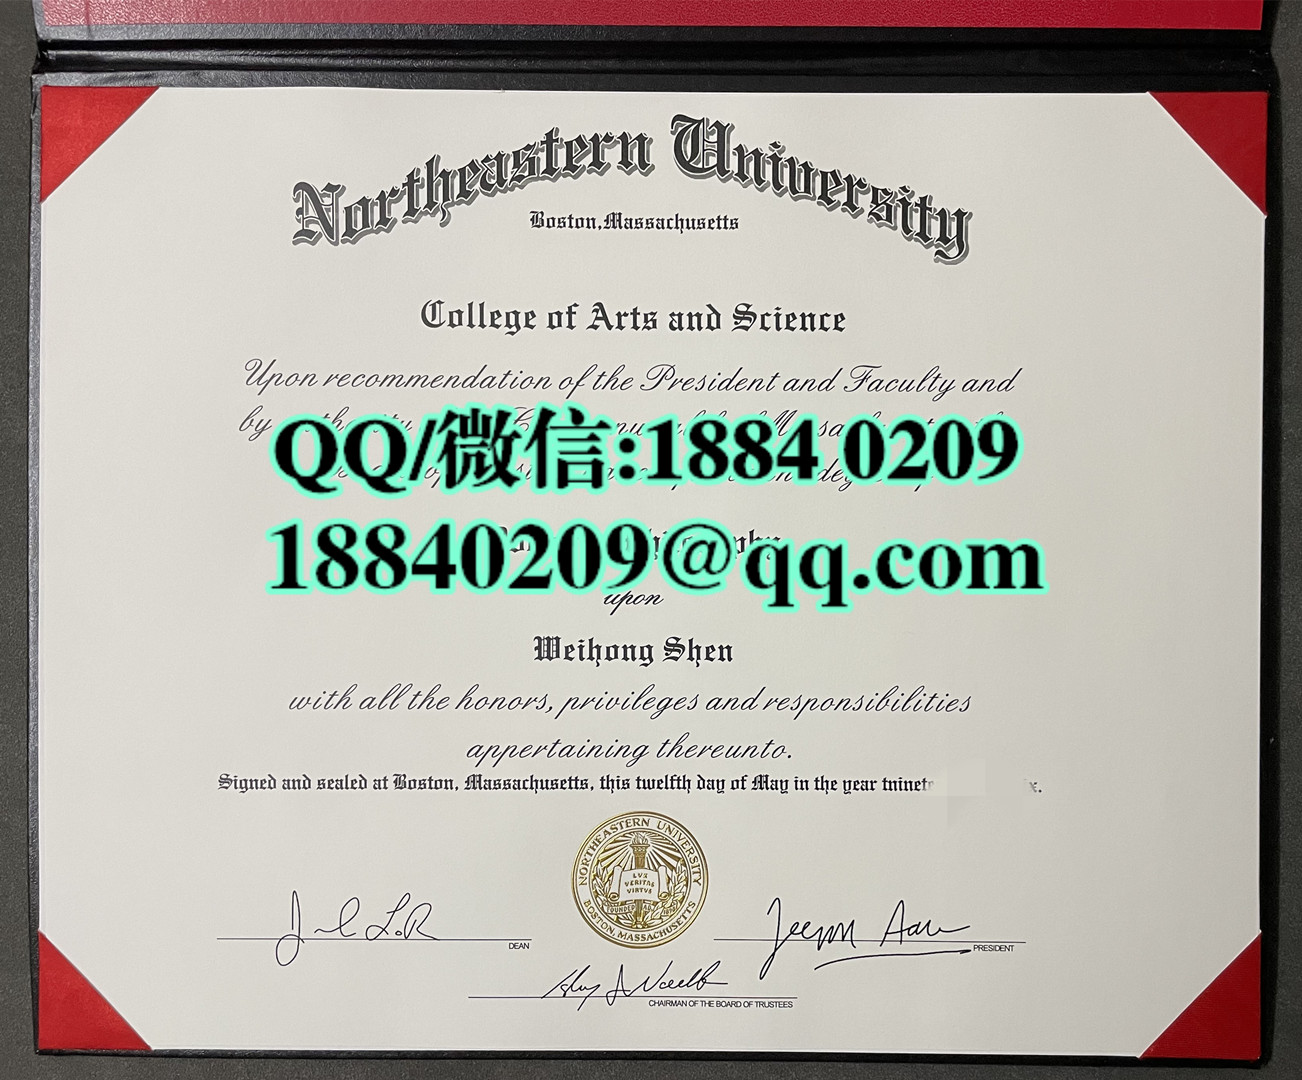 Northeastern University
Boston, Massachusetts
College of Arts and Science
Upon recommendation of the President and Faculty and
by
QQ/微信:1884 0209
18840209@qq.com
upon
Weihong Shen
with all the honors, privileges and responsibilities
appertaining thereunto.
Signed and sealed at Boston, Massachusetts, this twelfth day of May in the year
NORTHEASTERN UNIVERSITY
LVX
VERITAS
VIRTVS
BOSTON, MASSACHUSETTS
DEAN
PRESIDENT
CHAIRMAN OF THE BOARD OF TRUSTEES